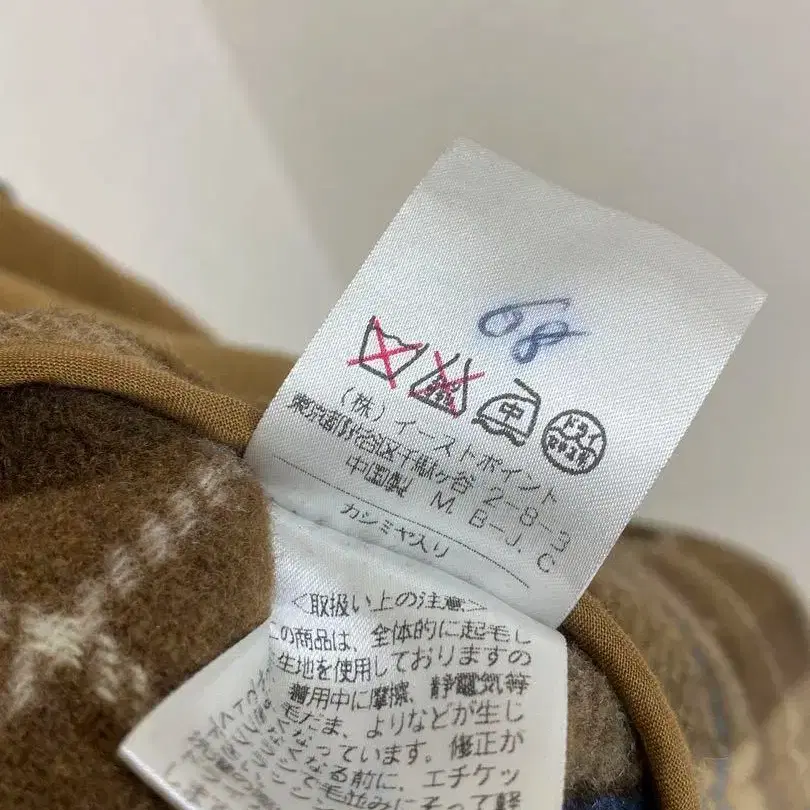 68
中
ドライ
(株)イーストポイント
東京都渋谷区千駄ヶ谷 2-8-3
中国製 M. B-J. C
カシミヤ入り
<取扱い上の注意>
この商品は、全体的に起毛し
生地を使用しておりますの
着用中に摩擦、静電気等
毛だま、よりなどが生じ
なっています。修正が
なる前に、エチケッ
で毛並みにそって軽